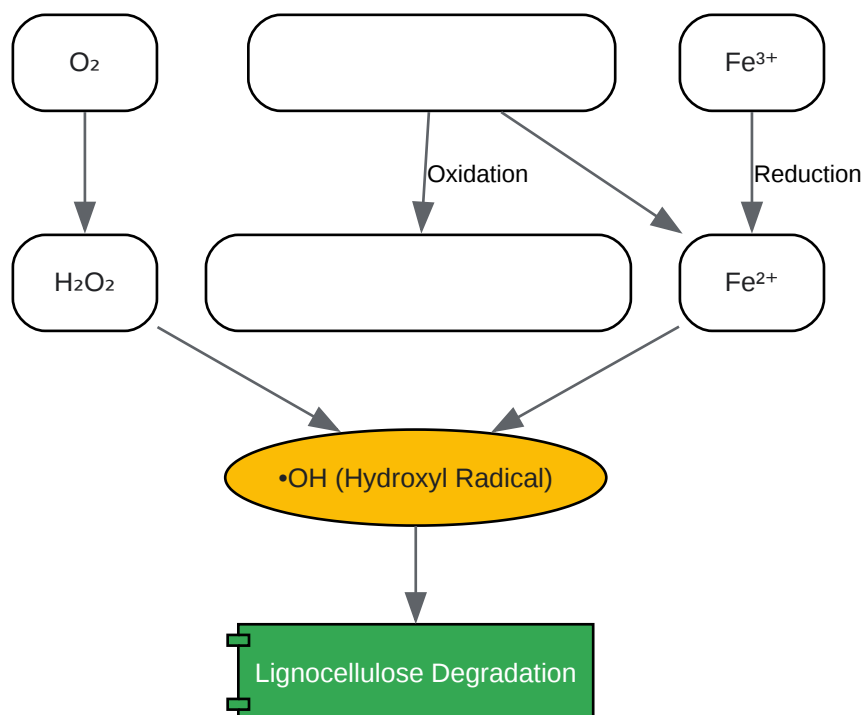 O₂
Fe³⁺
Oxidation
Reduction
H₂O₂
Fe²⁺
•OH (Hydroxyl Radical)
Lignocellulose Degradation